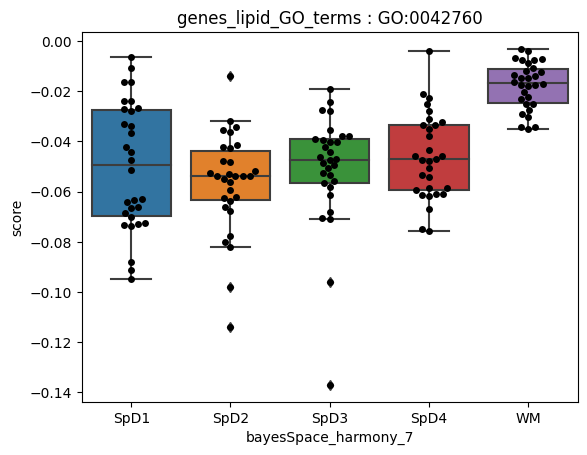 genes_lipid_GO_terms : GO:0042760
0.00
−0.02
−0.04
−0.06
−0.08
−0.10
−0.12
−0.14
score
SpD1 SpD2 SpD3 SpD4 WM
bayesSpace_harmony_7